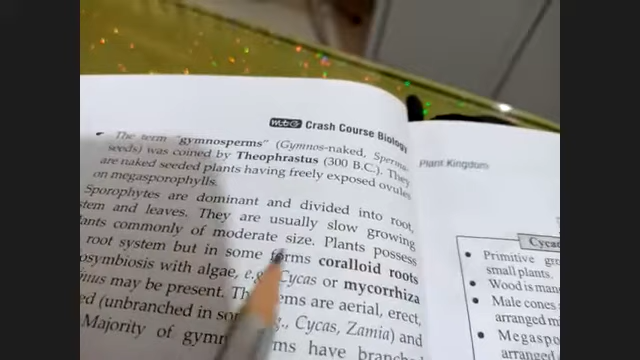 mtG Crash Course Biology
• The term "gymnosperms" (Gymnos-naked, Sperma-
seeds) was coined by Theophrastus (300 B.C.). They
are naked seeded plants having freely exposed ovules
on megasporophylls.
Sporophytes are dominant and divided into root,
stem and leaves. They are usually slow growing
plants commonly of moderate size. Plants possess
root system but in some forms coralloid roots
symbiosis with algae, e.g., Cycas or mycorrhiza
may be present. The stems are aerial, erect,
(unbranched in some e.g., Cycas, Zamia) and
Majority of have
Plant Kingdom
Cycas
• Primitive
small plants.
• Wood is
• Male cones
arranged
•
arranged